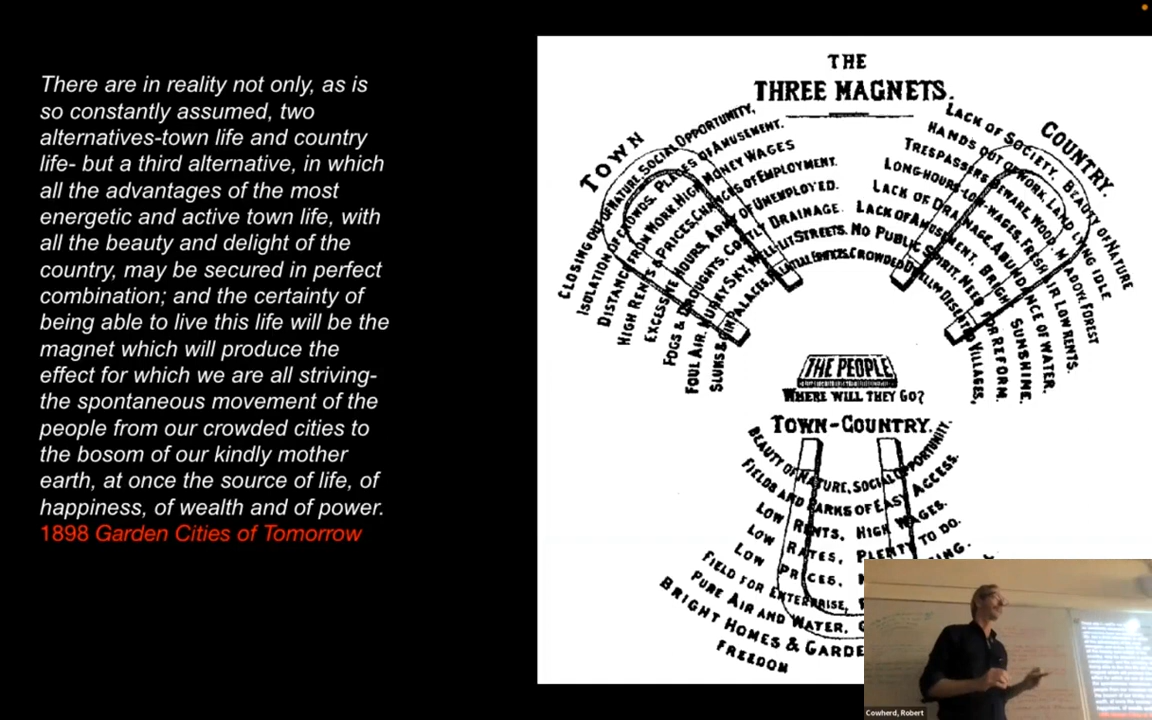 There are in reality not only, as is
so constantly assumed, two
alternatives-town life and country
life- but a third alternative, in which
all the advantages of the most
energetic and active town life, with
all the beauty and delight of the
country, may be secured in perfect
combination; and the certainty of
being able to live this life will be the
magnet which will produce the
effect for which we are all striving-
the spontaneous movement of the
people from our crowded cities to
the bosom of our kindly mother
earth, at once the source of life, of
happiness, of wealth and of power.
1898 Garden Cities of Tomorrow
THE
THREE MAGNETS.
TOWN
CLOSING OUT OF NATURE. SOCIAL OPPORTUNITY,
ISOLATION OF CROWDS. PLACES OF AMUSEMENT.
DISTANCE FROM WORK. HIGH MONEY WAGES
HIGH RENTS & PRICES. CHANCES OF EMPLOYMENT.
EXCESSIVE HOURS, ARMY OF UNEMPLOYED.
FOGS & DROUGHTS. COSTLY DRAINAGE.
FOUL AIR. MURKY SKY. WELL-LIT STREETS.
SLUMS & GIN PALACES. PALATIAL EDIFICES. CROWDED
COUNTRY.
LACK OF SOCIETY. BEAUTY OF NATURE
HANDS OUT OF WORK. LAND LYING IDLE
TRESPASSERS BEWARE. WOOD, MEADOW, FOREST
LONG-HOURS-LOW-WAGES. FRESH AIR LOW RENTS.
LACK OF DRAINAGE. ABUNDANCE OF WATER.
LACK OF AMUSEMENT. BRIGHT SUNSHINE.
NO PUBLIC SPIRIT. NEED FOR REFORM.
DESERTED VILLAGES,
THE PEOPLE
WHERE WILL THEY GO?
TOWN-COUNTRY.
BEAUTY OF NATURE, SOCIAL OPPORTUNITY.
FIELDS AND PARKS OF EASY ACCESS.
LOW RENTS, HIGH WAGES.
LOW RATES, PLENTY TO DO.
LOW PRICES,
FIELD FOR ENTERPRISE,
PURE AIR AND WATER,
BRIGHT HOMES & GARDE
FREEDOM
Cowherd, Robert